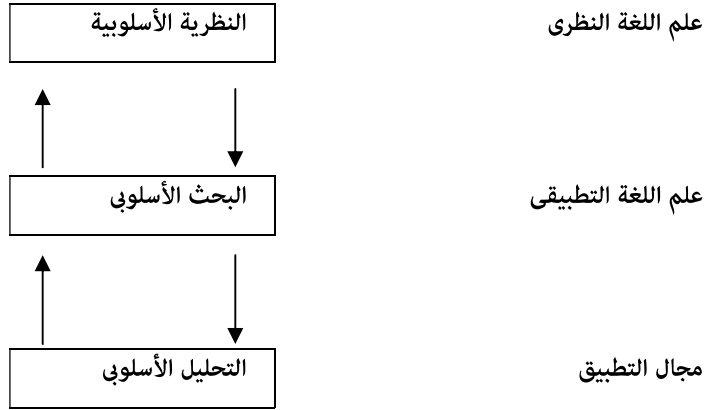 علم اللغة النظرى
النظرية الأسلوبية
علم اللغة التطبيقى
البحث الأسلوبى
مجال التطبيق
التحليل الأسلوبى